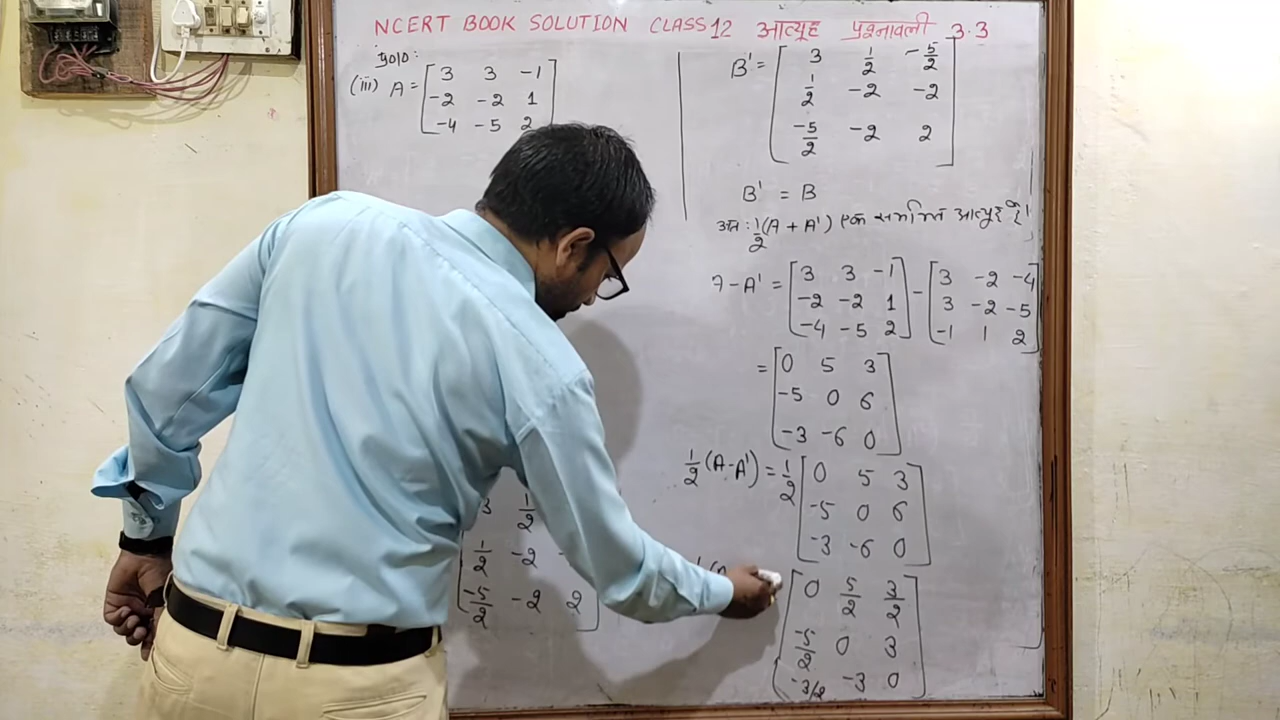 NCERT BOOK SOLUTION CLASS 12 आव्यूह प्रश्नावली 3.3
प्र010:
(iii) A = [ 3 3 -1
-2 -2 1
-4 -5 2
3 1/2
1/2 -2 -
-5/2 -2 2 ]
B' = [ 3 1/2 -5/2
1/2 -2 -2
-5/2 -2 2 ]
B' = B
अतः 1/2 (A + A') एक सममित आव्यूह है।
A - A' = [ 3 3 -1 ] - [ 3 -2 -4
-2 -2 1 3 -2 -5
-4 -5 2 -1 1 2 ]
= [ 0 5 3
-5 0 6
-3 -6 0 ]
1/2 (A - A') = 1/2 [ 0 5 3
-5 0 6
-3 -6 0 ]
[ 0 5/2 3/2
-5/2 0 3
-3/2 -3 0 ]